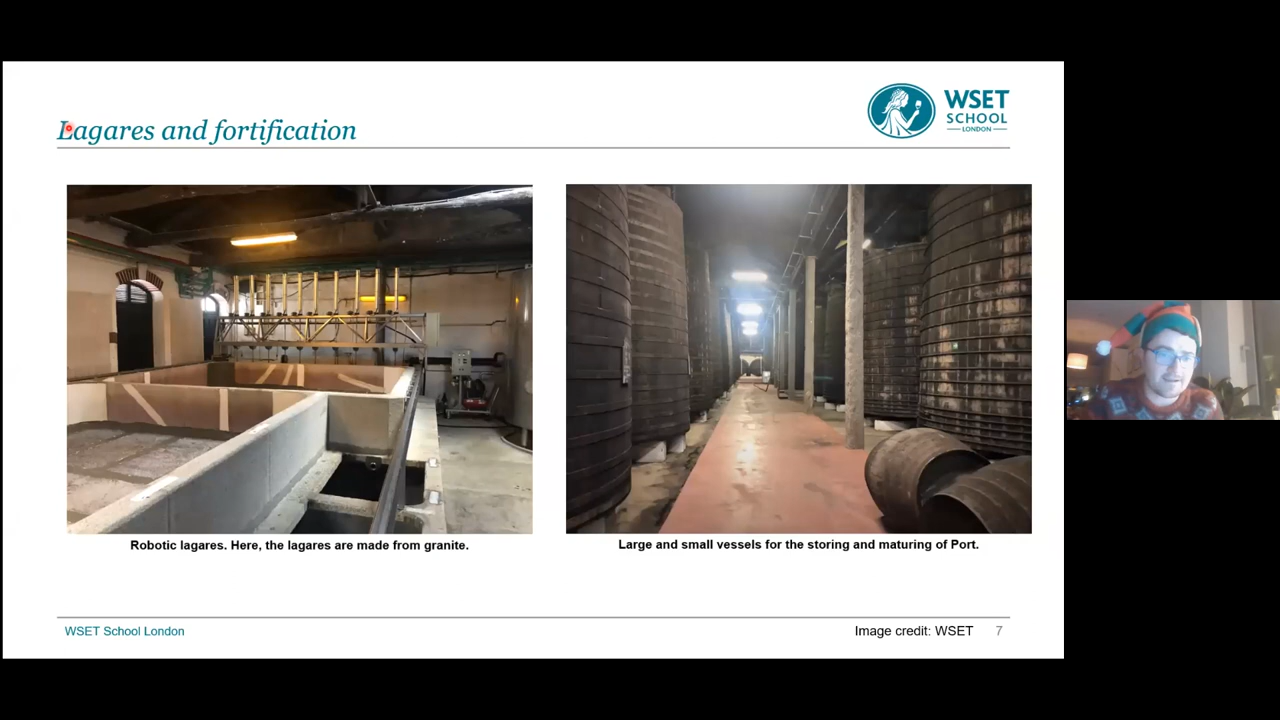 Lagares and fortification
WSET
SCHOOL
LONDON
Robotic lagares. Here, the lagares are made from granite.
Large and small vessels for the storing and maturing of Port.
WSET School London
Image credit: WSET
7